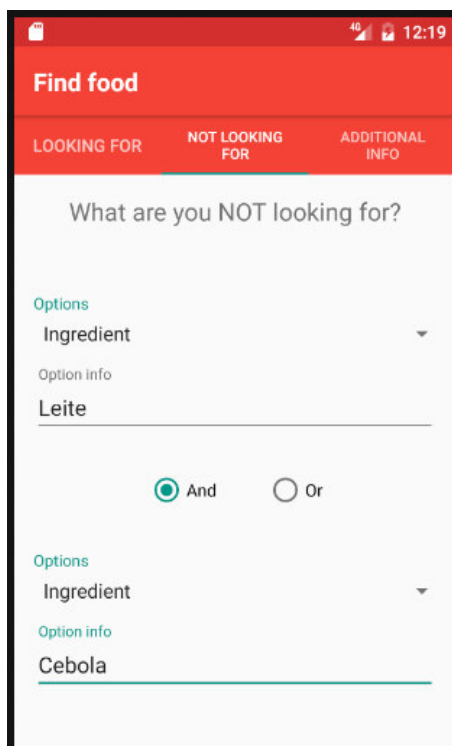 4G 12:19
Find food
LOOKING FOR
NOT LOOKING
FOR
ADDITIONAL
INFO
What are you NOT looking for?
Options
Ingredient
Option info
Leite
And Or
Options
Ingredient
Option info
Cebola